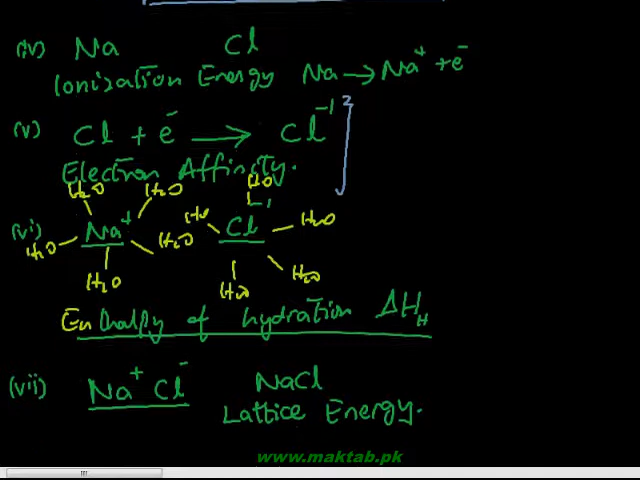 (iv) Na Cl
Ionization Energy Na → Na⁺ + e⁻
(v) Cl + e⁻ → Cl⁻¹
Electron Affinity.
H₂O H₂O H₂O
(vi) Na⁺ Cl⁻¹
H₂O H₂O H₂O H₂O
H₂O H₂O H₂O
Enthalpy of hydration ΔH_H
(vii) Na⁺ Cl⁻ NaCl
Lattice Energy.
www.maktab.pk